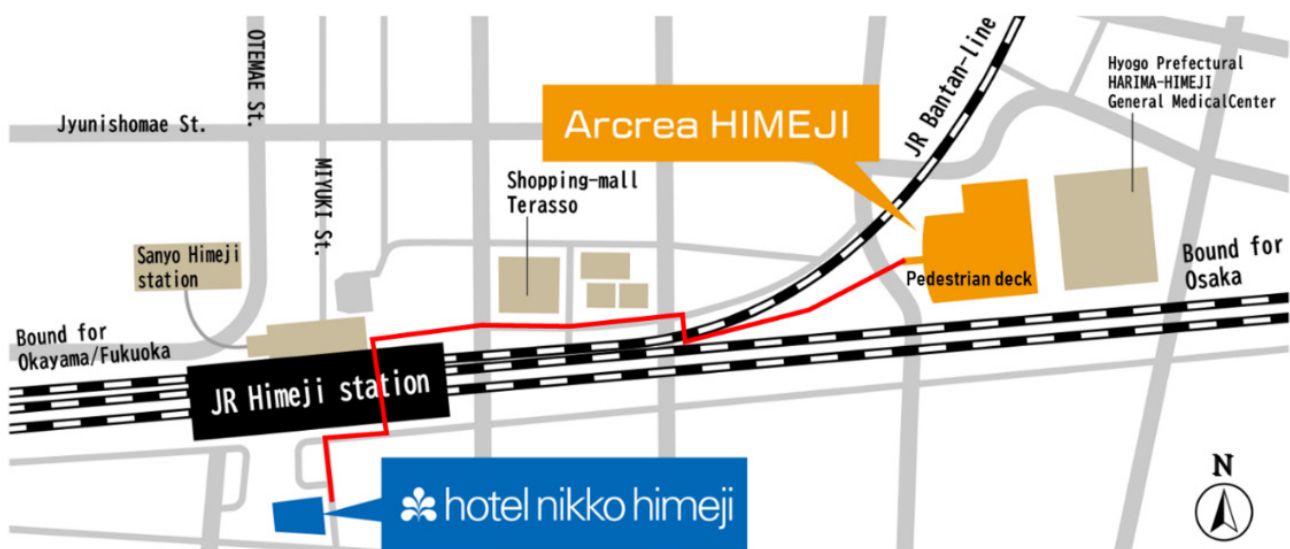 OTEMAE St.
Jyunishomae St.
MIYUKI St.
Arcrea HIMEJI
JR Bantan-line
Hyogo Prefectural
HARIMA-HIMEJI
General MedicalCenter
Shopping-mall
Terasso
Sanyo Himeji
station
Pedestrian deck
Bound for
Osaka
Bound for
Okayama/Fukuoka
JR Himeji station
hotel nikko himeji
N